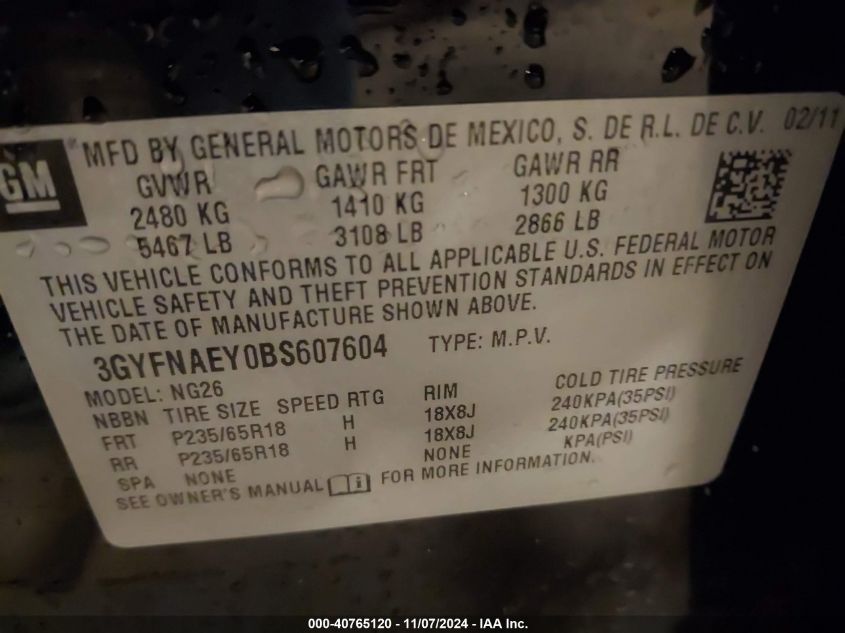 GM
MFD BY GENERAL MOTORS DE MEXICO, S. DE R.L. DE C.V. 02/11
GVWR GAWR FRT GAWR RR
2480 KG 1410 KG 1300 KG
5467 LB 3108 LB 2866 LB
THIS VEHICLE CONFORMS TO ALL APPLICABLE U.S. FEDERAL MOTOR
VEHICLE SAFETY AND THEFT PREVENTION STANDARDS IN EFFECT ON
THE DATE OF MANUFACTURE SHOWN ABOVE.
3GYFNAEY0BS607604 TYPE: M.P.V.
MODEL: NG26
NBBN TIRE SIZE SPEED RTG RIM COLD TIRE PRESSURE
FRT P235/65R18 H 18X8J 240KPA(35PSI)
RR P235/65R18 H 18X8J 240KPA(35PSI)
SPA NONE NONE KPA(PSI)
SEE OWNER'S MANUAL FOR MORE INFORMATION.
000-40765120 - 11/07/2024 - IAA Inc.